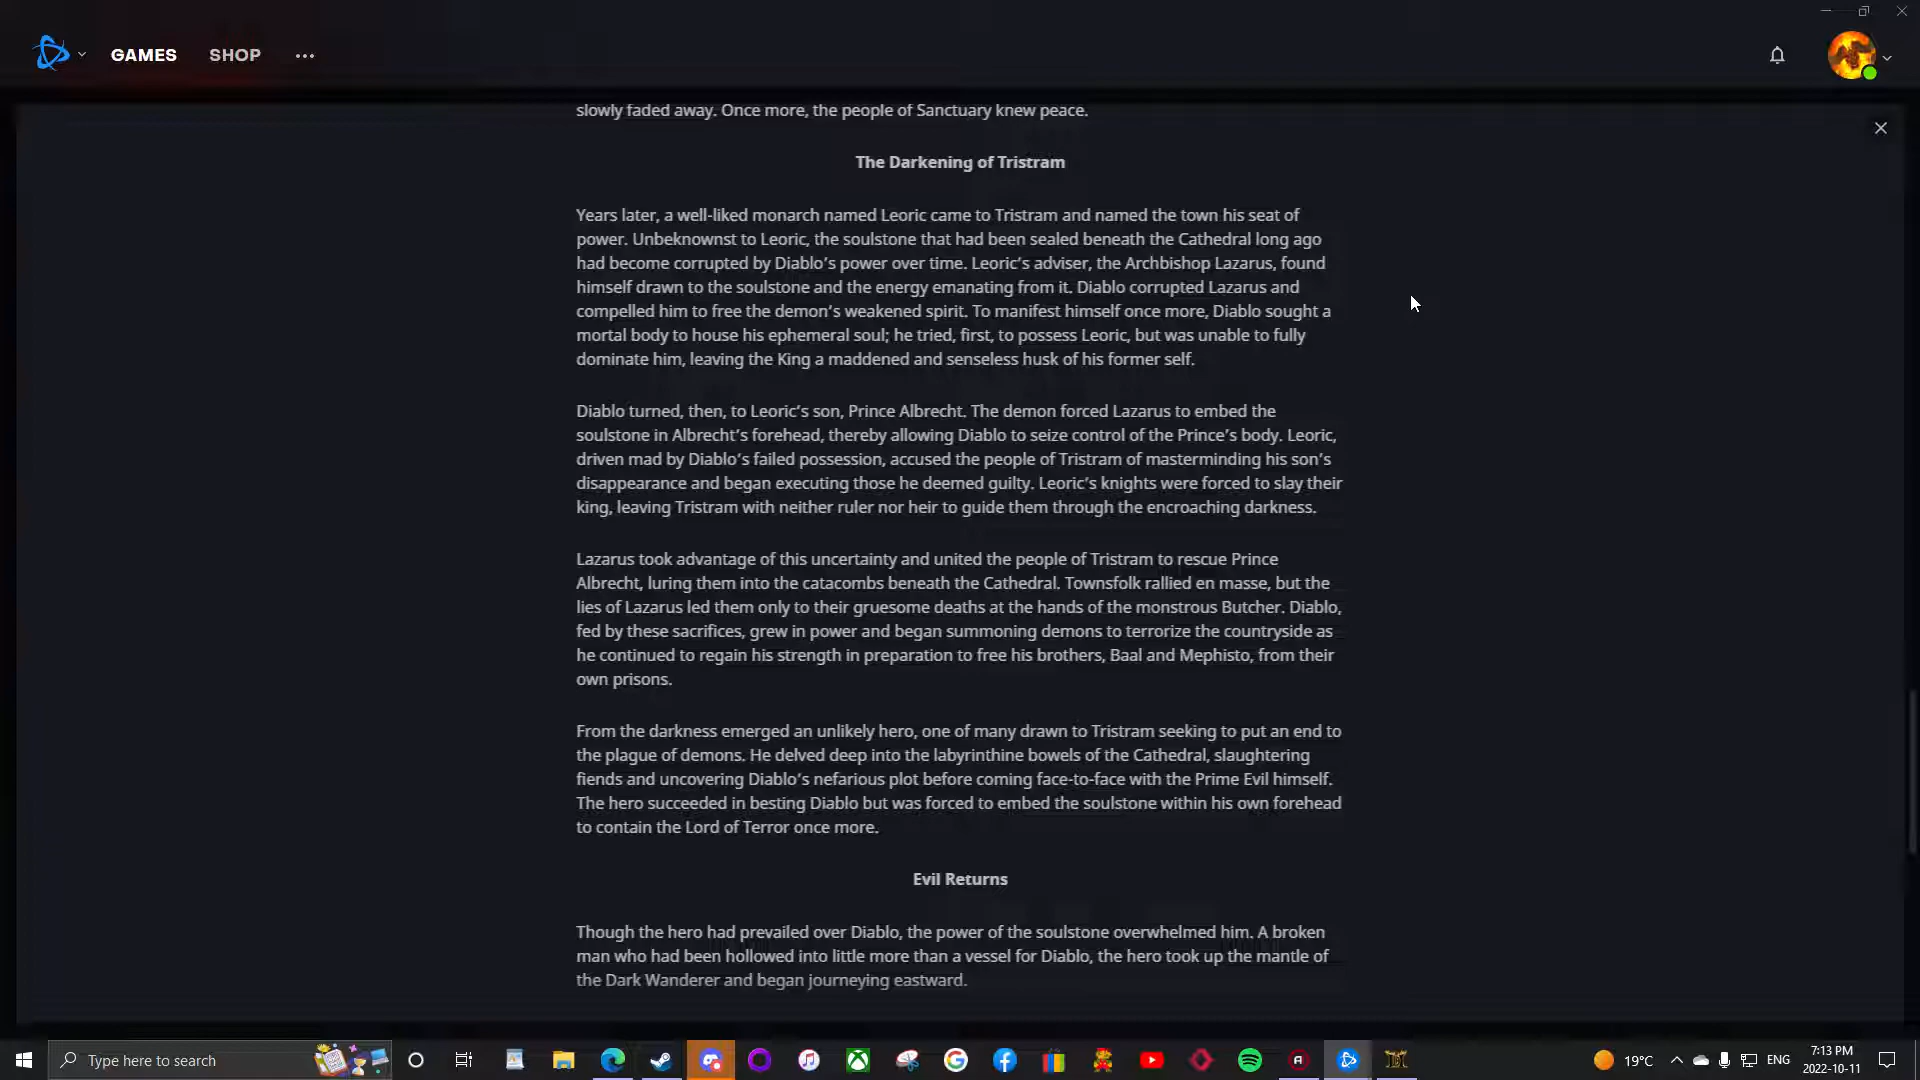 GAMES
SHOP
slowly faded away. Once more, the people of Sanctuary knew peace.
The Darkening of Tristram
Years later, a well-liked monarch named Leoric came to Tristram and named the town his seat of
power. Unbeknownst to Leoric, the soulstone that had been sealed beneath the Cathedral long ago
had become corrupted by Diablo’s power over time. Leoric’s adviser, the Archbishop Lazarus, found
himself drawn to the soulstone and the energy emanating from it. Diablo corrupted Lazarus and
compelled him to free the demon’s weakened spirit. To manifest himself once more, Diablo sought a
mortal body to house his ephemeral soul; he tried, first, to possess Leoric, but was unable to fully
dominate him, leaving the King a maddened and senseless husk of his former self.
Diablo turned, then, to Leoric’s son, Prince Albrecht. The demon forced Lazarus to embed the
soulstone in Albrecht’s forehead, thereby allowing Diablo to seize control of the Prince’s body. Leoric,
driven mad by Diablo’s failed possession, accused the people of Tristram of masterminding his son’s
disappearance and began executing those he deemed guilty. Leoric’s knights were forced to slay their
king, leaving Tristram with neither ruler nor heir to guide them through the encroaching darkness.
Lazarus took advantage of this uncertainty and united the people of Tristram to rescue Prince
Albrecht, luring them into the catacombs beneath the Cathedral. Townsfolk rallied en masse, but the
lies of Lazarus led them only to their gruesome deaths at the hands of the monstrous Butcher. Diablo,
fed by these sacrifices, grew in power and began summoning demons to terrorize the countryside as
he continued to regain his strength in preparation to free his brothers, Baal and Mephisto, from their
own prisons.
From the darkness emerged an unlikely hero, one of many drawn to Tristram seeking to put an end to
the plague of demons. He delved deep into the labyrinthine bowels of the Cathedral, slaughtering
fiends and uncovering Diablo’s nefarious plot before coming face-to-face with the Prime Evil himself.
The hero succeeded in besting Diablo but was forced to embed the soulstone within his own forehead
to contain the Lord of Terror once more.
Evil Returns
Though the hero had prevailed over Diablo, the power of the soulstone overwhelmed him. A broken
man who had been hollowed into little more than a vessel for Diablo, the hero took up the mantle of
the Dark Wanderer and began journeying eastward.
Type here to search
19°C
ENG
7:13 PM
2022-10-11